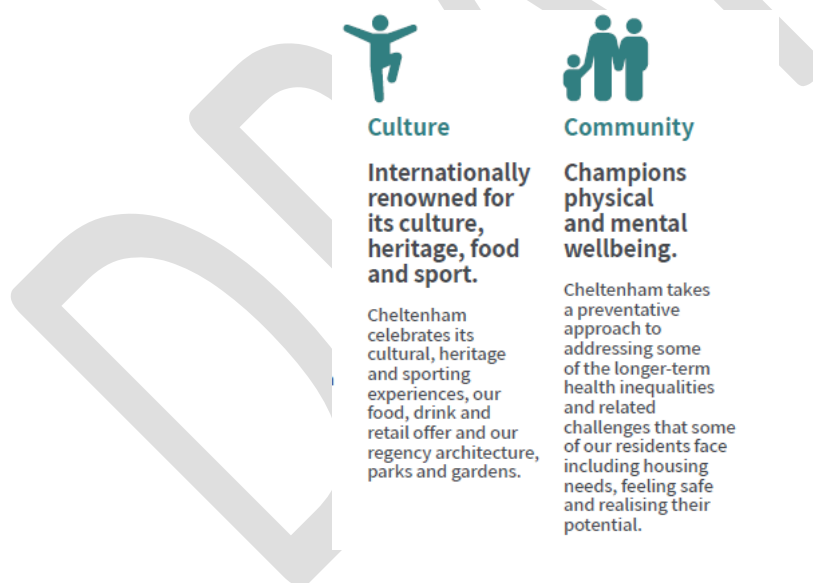 Culture
Internationally
renowned for
its culture,
heritage, food
and sport.
Cheltenham
celebrates its
cultural, heritage
and sporting
experiences, our
food, drink and
retail offer and our
regency architecture,
parks and gardens.
Community
Champions
physical
and mental
wellbeing.
Cheltenham takes
a preventative
approach to
addressing some
of the longer-term
health inequalities
and related
challenges that some
of our residents face
including housing
needs, feeling safe
and realising their
potential.